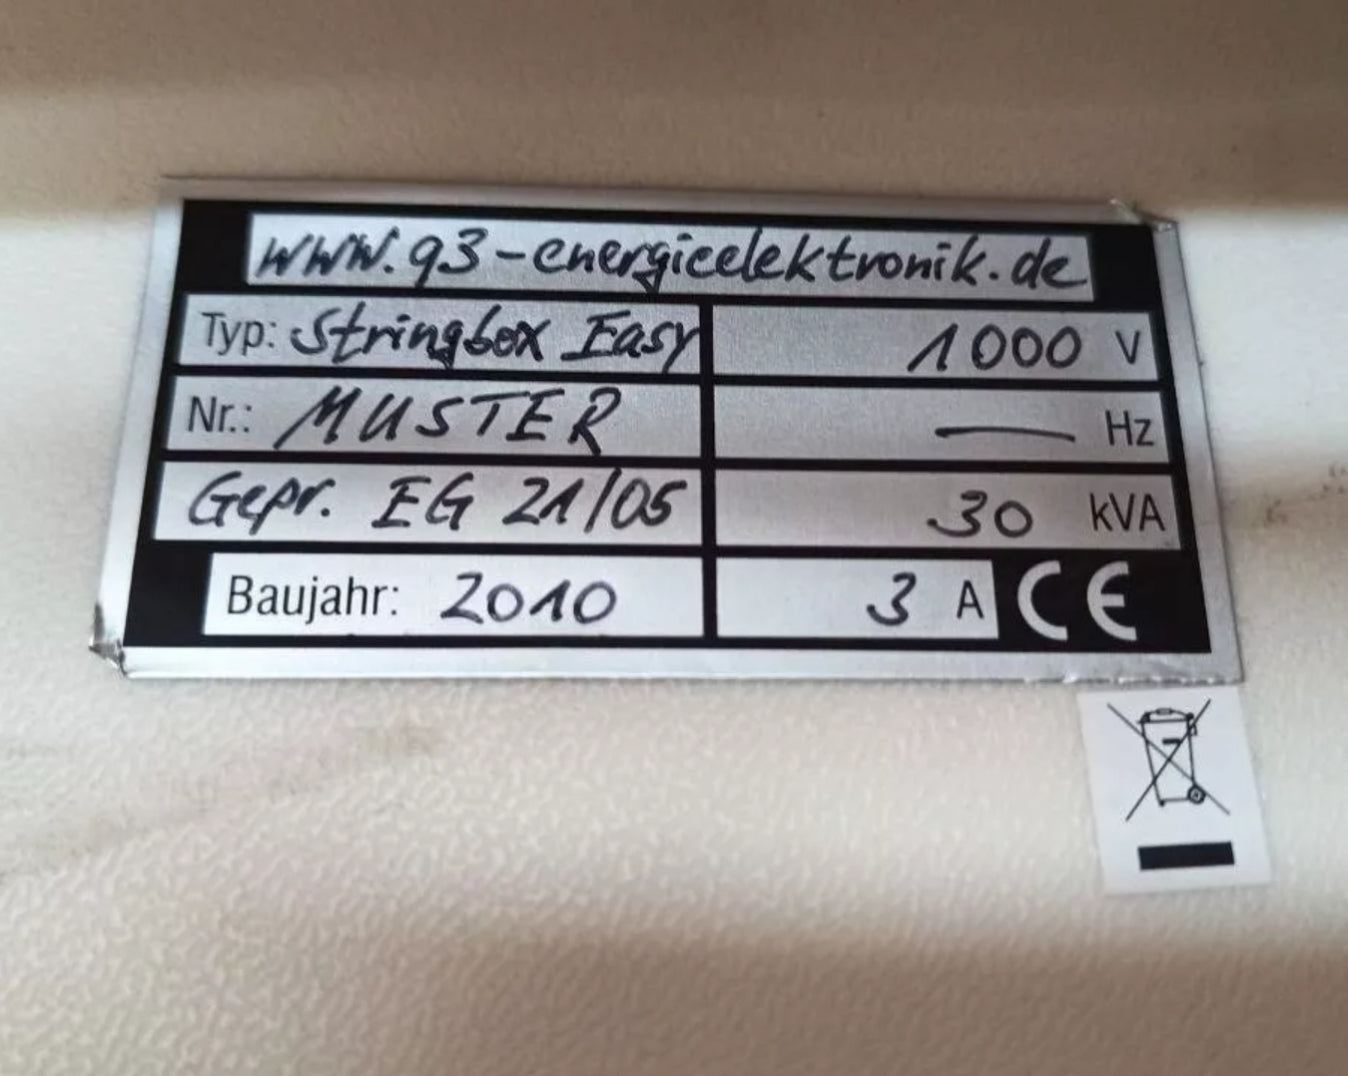 www.q3-energieelektronik.de
Typ: Stringbox Easy 1000 V
Nr.: MUSTER — Hz
Gepr. EG 21/05 30 kVA
Baujahr: 2010 3 A CE